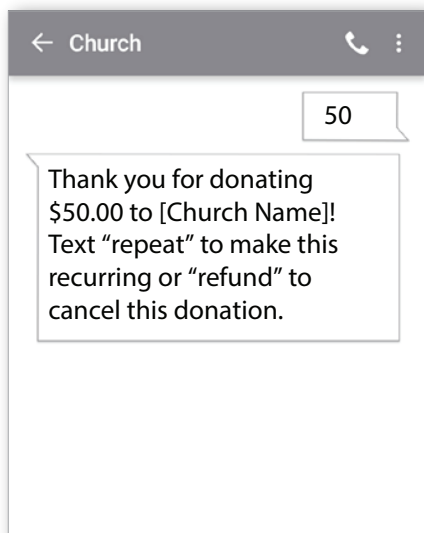 Church
50
Thank you for donating
$50.00 to [Church Name]!
Text “repeat” to make this
recurring or “refund” to
cancel this donation.